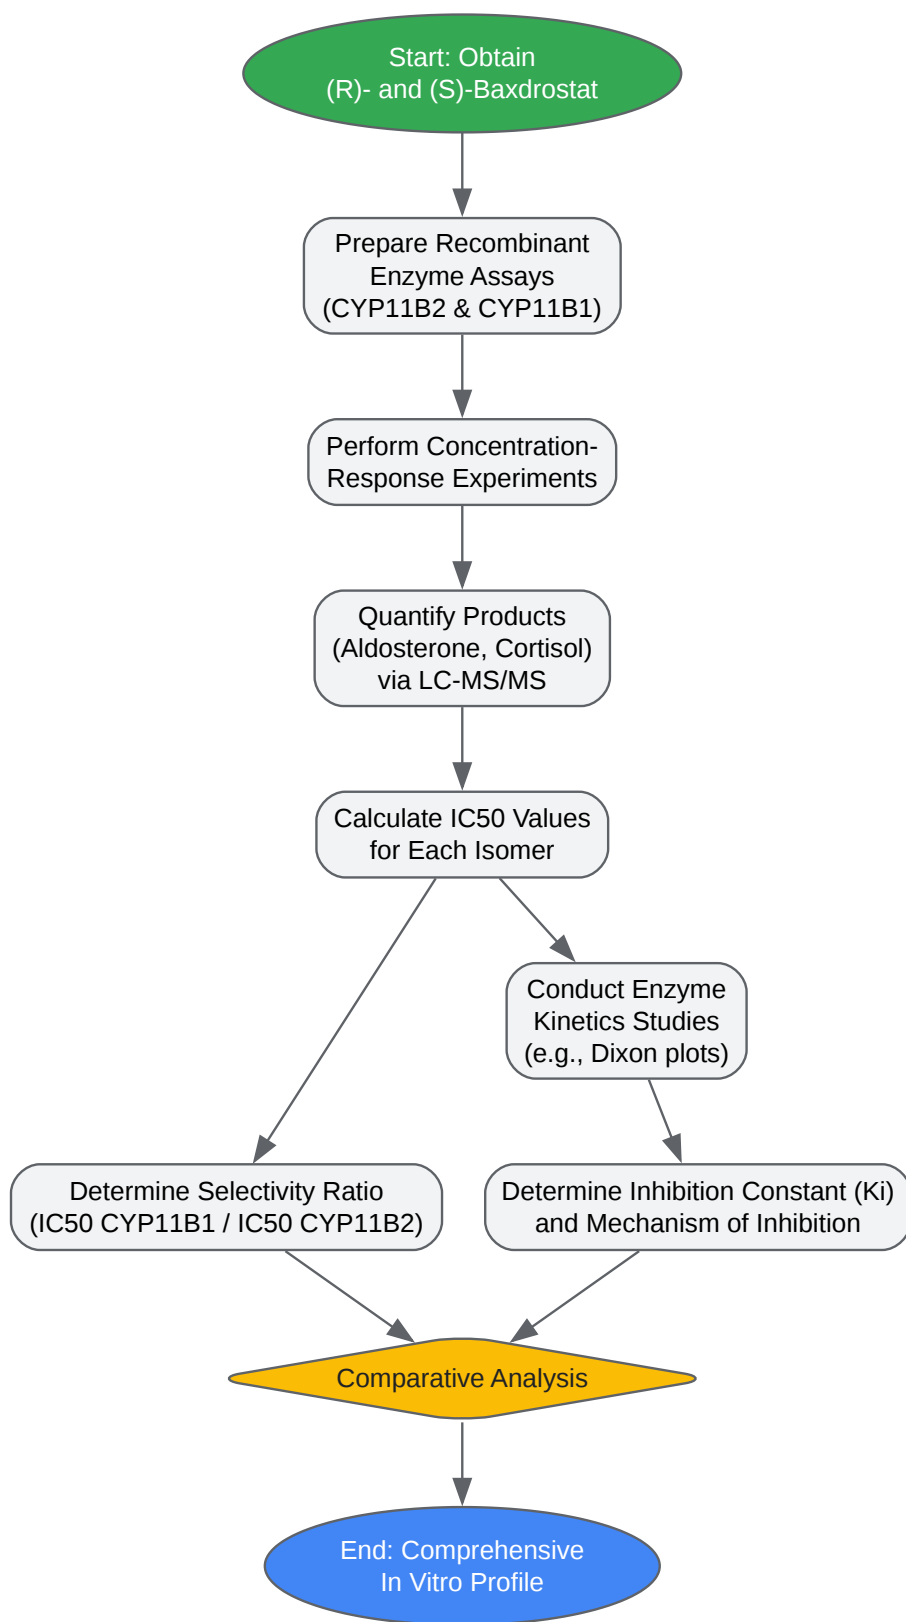 Start: Obtain
(R)- and (S)-Baxdrostat
Prepare Recombinant
Enzyme Assays
(CYP11B2 & CYP11B1)
Perform Concentration-
Response Experiments
Quantify Products
(Aldosterone, Cortisol)
via LC-MS/MS
Calculate IC50 Values
for Each Isomer
Conduct Enzyme
Kinetics Studies
(e.g., Dixon plots)
Determine Selectivity Ratio
(IC50 CYP11B1 / IC50 CYP11B2)
Determine Inhibition Constant (Ki)
and Mechanism of Inhibition
Comparative Analysis
End: Comprehensive
In Vitro Profile